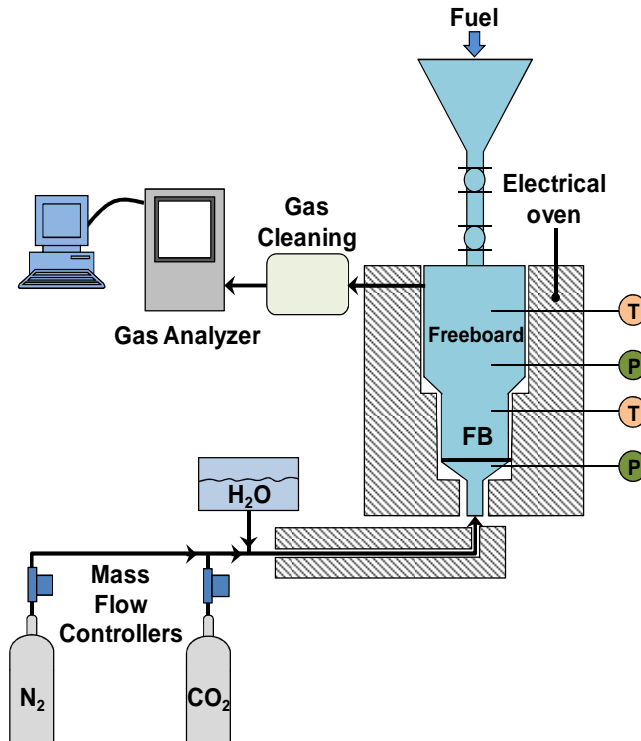 Fuel
Electrical
oven
Gas
Cleaning
Gas Analyzer
Freeboard
T
P
T
FB
P
H₂O
Mass
Flow
Controllers
N₂
CO₂